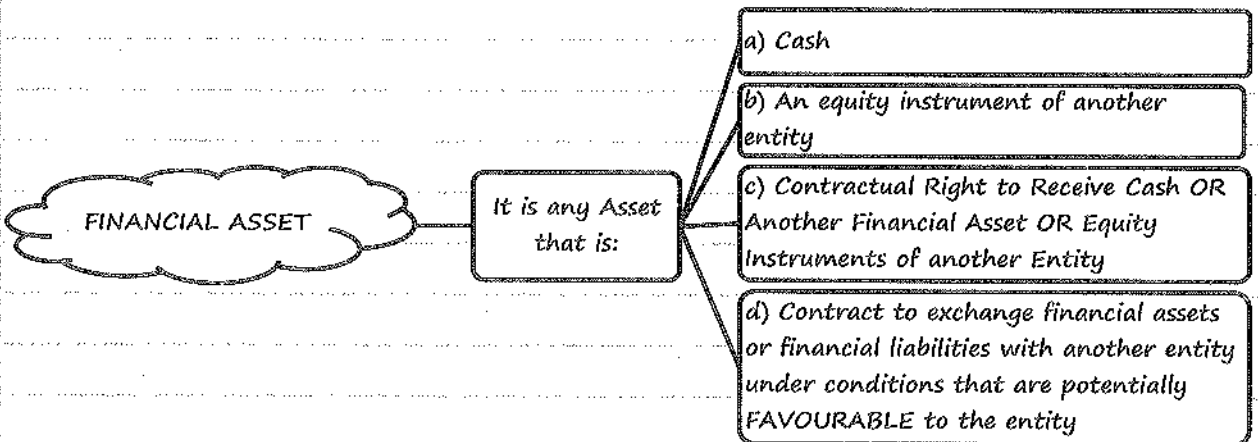 FINANCIAL ASSET
It is any Asset
that is:
a) Cash
b) An equity instrument of another
entity
c) Contractual Right to Receive Cash OR
Another Financial Asset OR Equity
Instruments of another Entity
d) Contract to exchange financial assets
or financial liabilities with another entity
under conditions that are potentially
FAVOURABLE to the entity